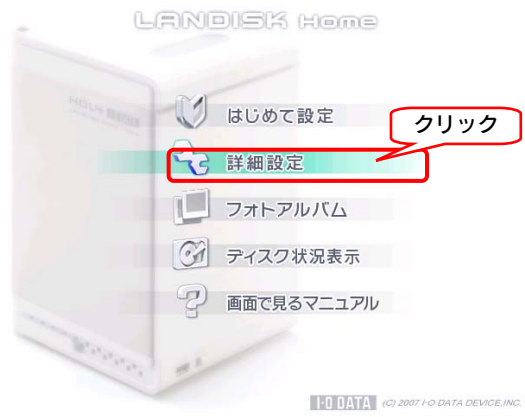 LANDISK Home
はじめて設定
クリック
詳細設定
フォトアルバム
ディスク状況表示
画面で見るマニュアル
I-O DATA (C) 2007 I-O DATA DEVICE,INC.